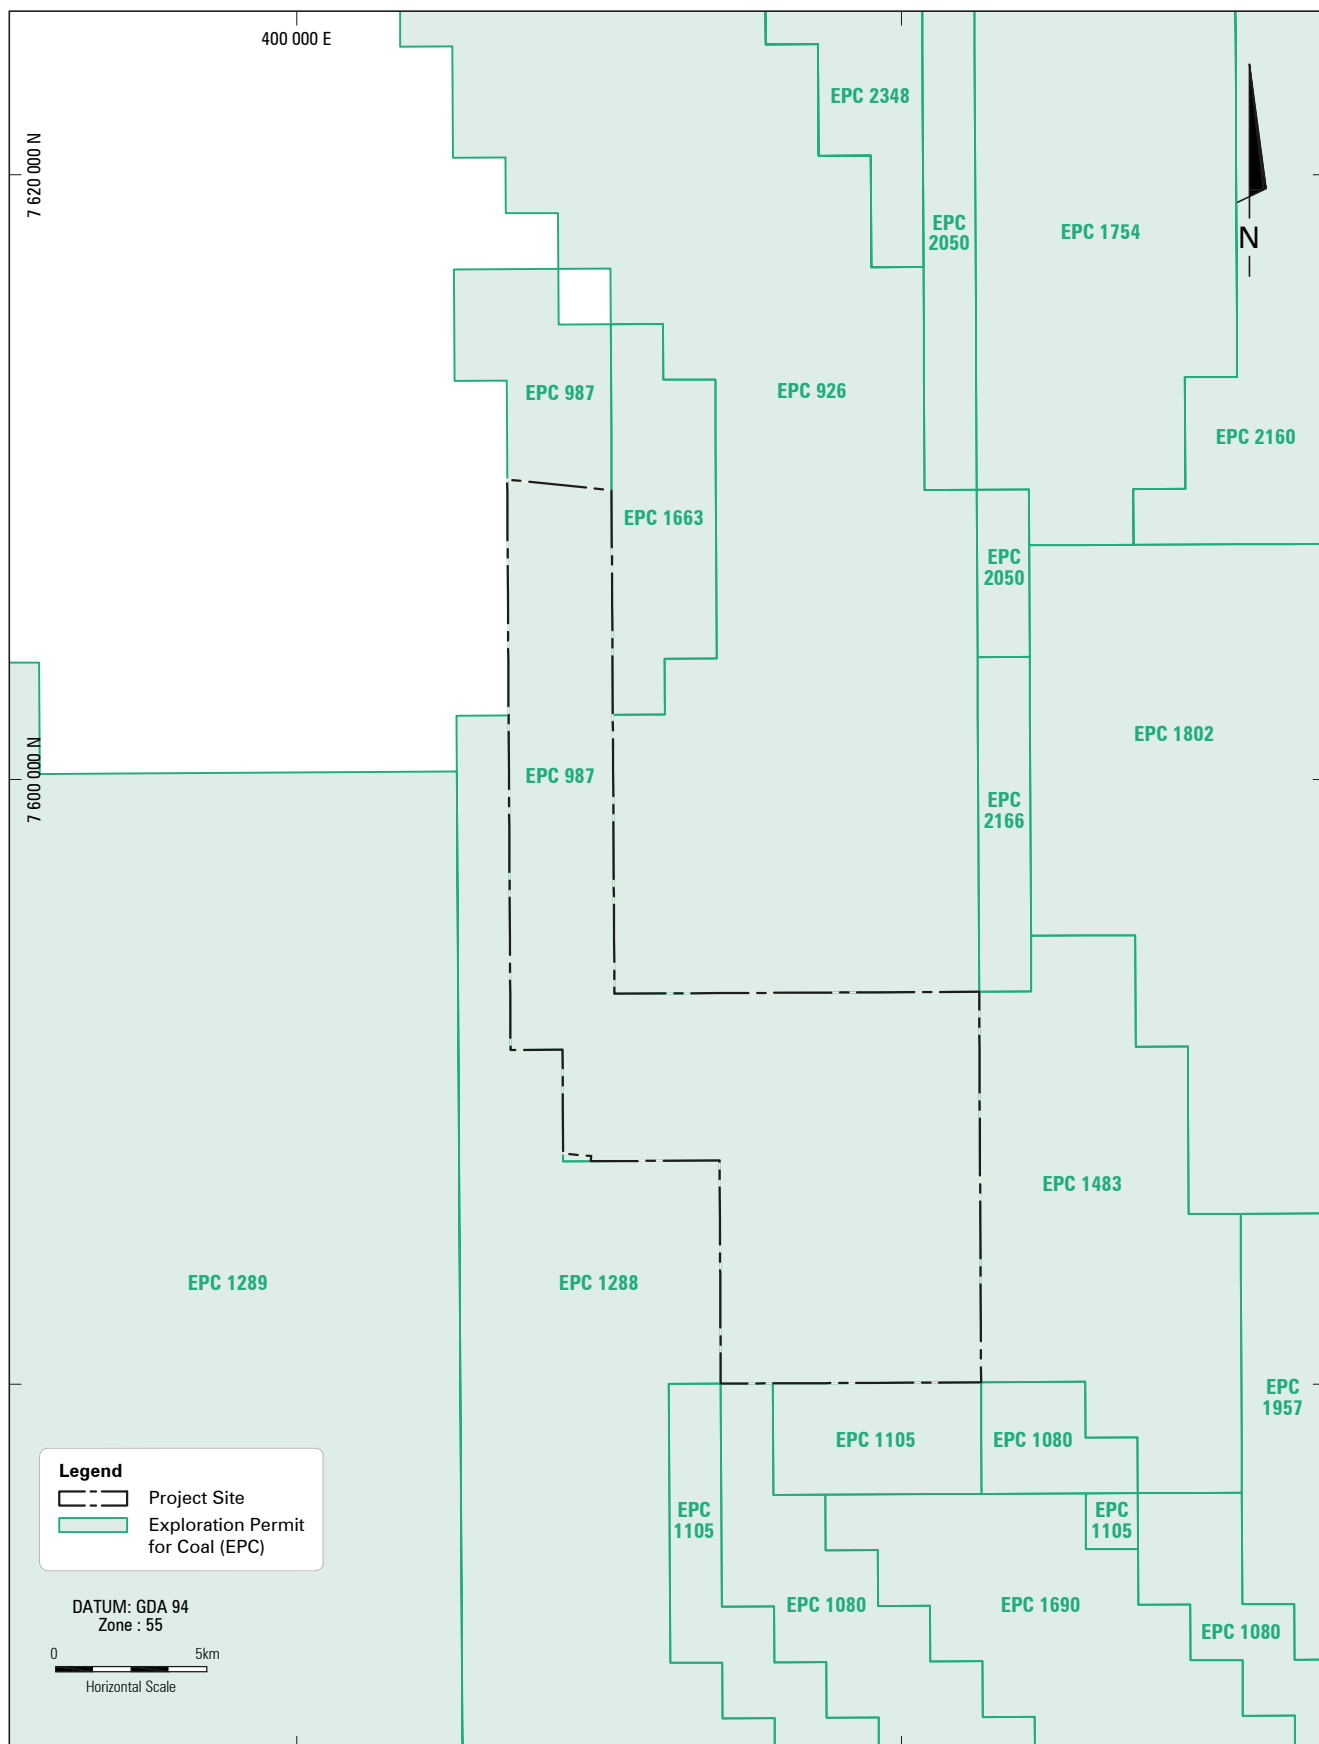 400 000 E
7 620 000 N
EPC 2348
EPC
2050
EPC 1754
N
EPC 987
EPC 926
EPC 2160
EPC 1663
EPC
2050
EPC 1802
7 600 000 N
EPC 987
EPC
2166
EPC 1483
EPC 1289
EPC 1288
EPC
1957
EPC 1105
EPC 1080
EPC
1105
EPC
1105
EPC 1080
EPC 1690
EPC 1080
Legend
Project Site
Exploration Permit
for Coal (EPC)
DATUM: GDA 94
Zone : 55
0 5km
Horizontal Scale